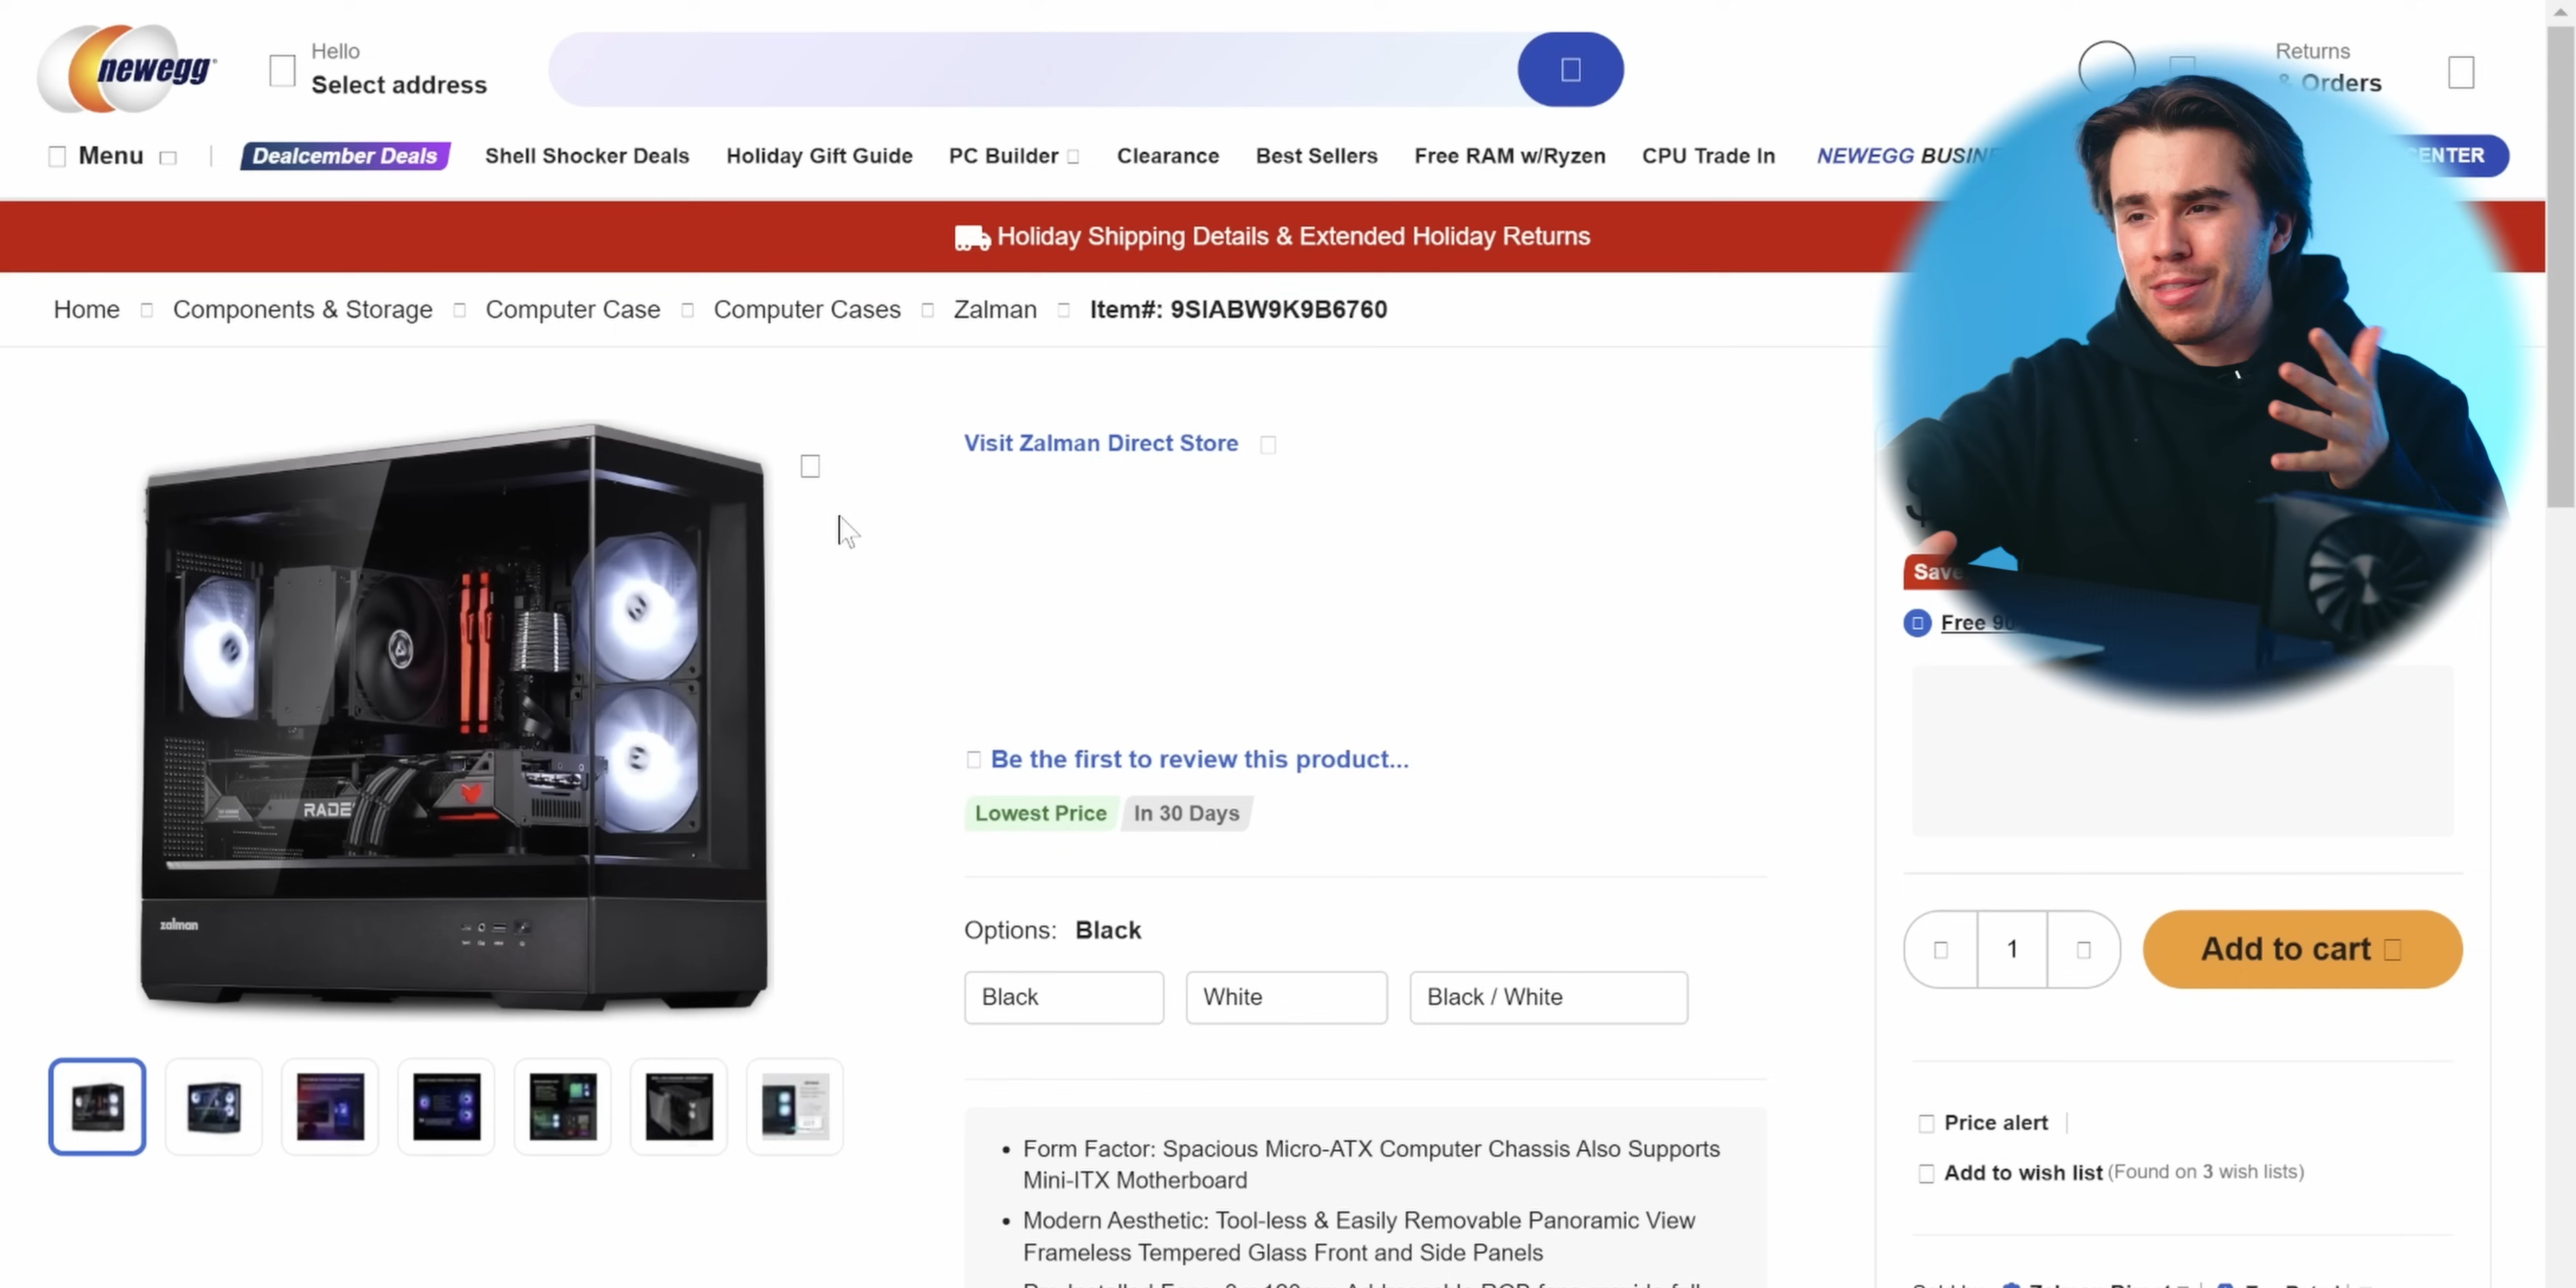 newegg
Hello
Select address
Returns
& Orders
Menu
Dealcember Deals
Shell Shocker Deals
Holiday Gift Guide
PC Builder
Clearance
Best Sellers
Free RAM w/Ryzen
CPU Trade In
NEWEGG BUSINE
ENTER
Holiday Shipping Details & Extended Holiday Returns
Home
Components & Storage
Computer Case
Computer Cases
Zalman
Item#: 9SIABW9K9B6760
Visit Zalman Direct Store
$
Save
Free 90
Be the first to review this product...
Lowest Price
In 30 Days
RADE
zalman
Options: Black
Black
White
Black / White
1
Add to cart
Form Factor: Spacious Micro-ATX Computer Chassis Also Supports
Mini-ITX Motherboard
Modern Aesthetic: Tool-less & Easily Removable Panoramic View
Frameless Tempered Glass Front and Side Panels
Price alert
Add to wish list (Found on 3 wish lists)